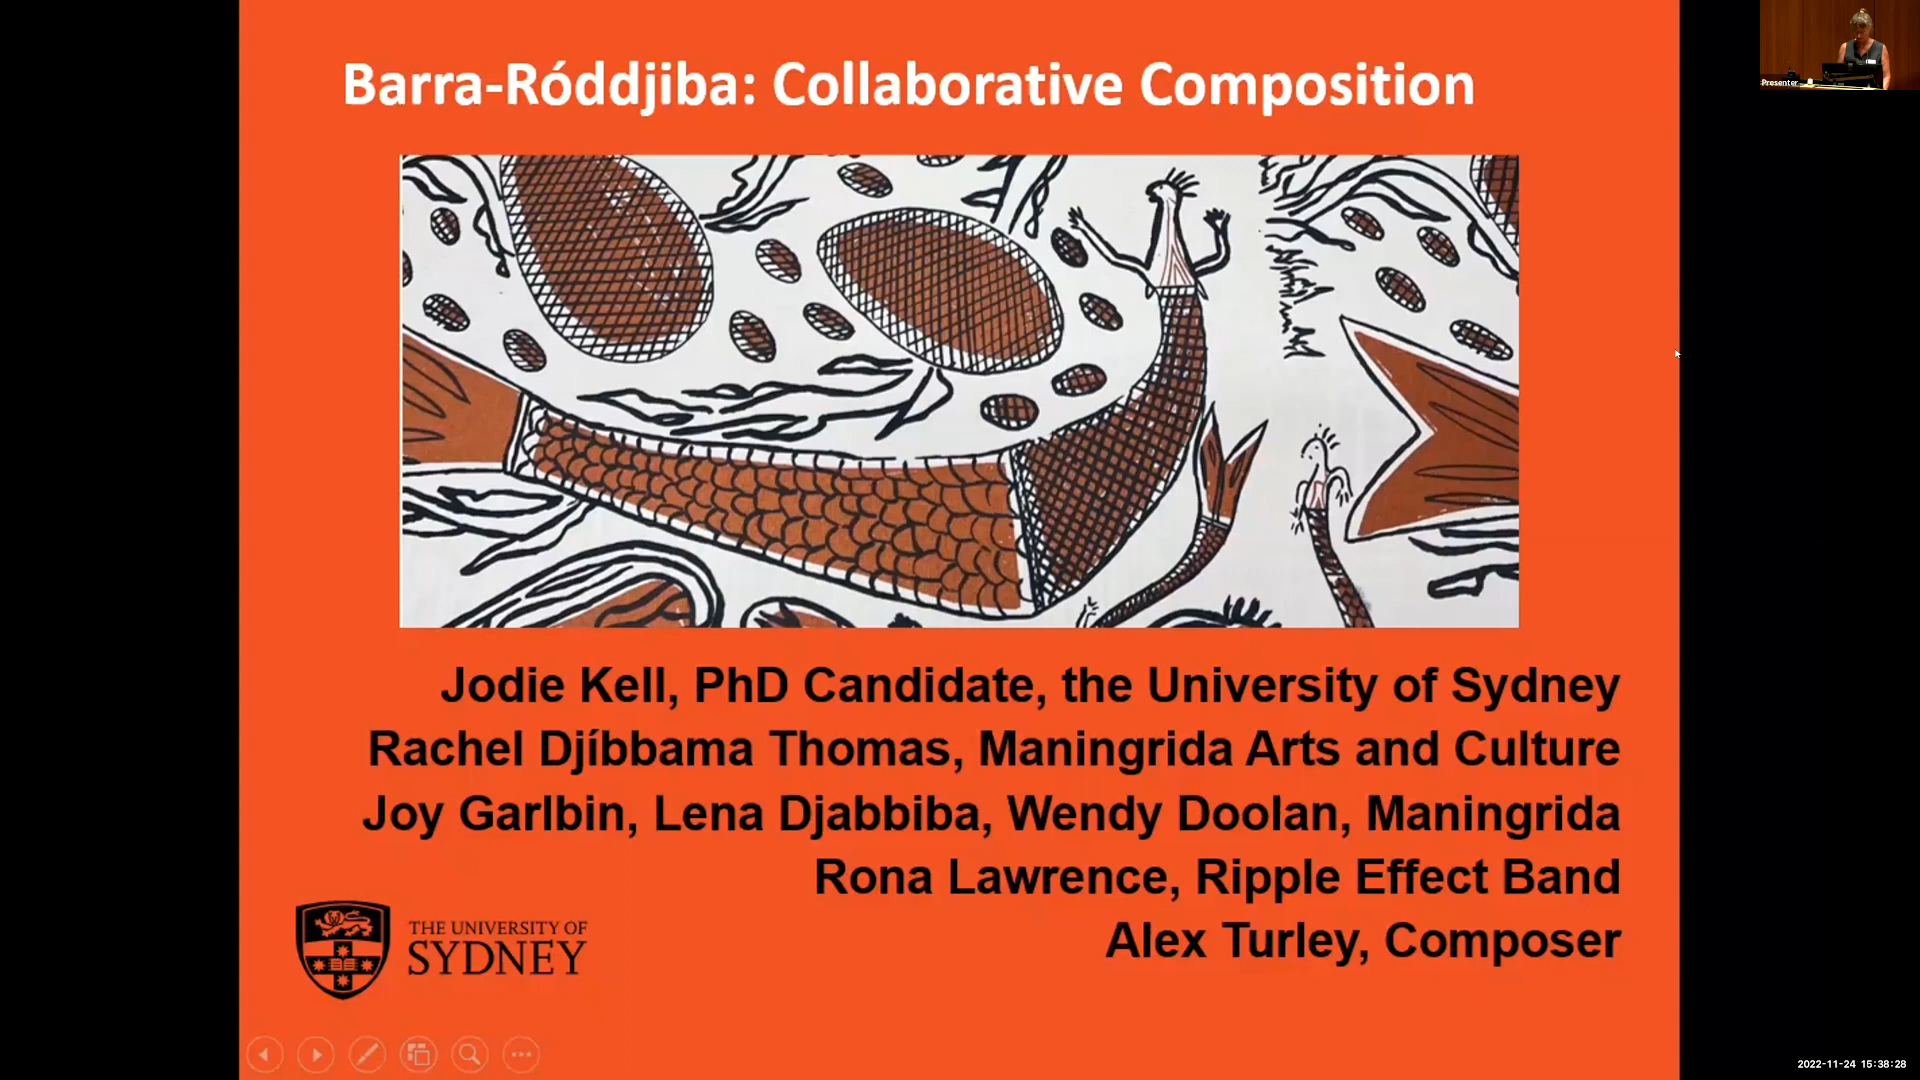 Barra-Róddjiba: Collaborative Composition
Presenter
Jodie Kell, PhD Candidate, the University of Sydney
Rachel Djíbbama Thomas, Maningrida Arts and Culture
Joy Garlbin, Lena Djabbiba, Wendy Doolan, Maningrida
Rona Lawrence, Ripple Effect Band
Alex Turley, Composer
THE UNIVERSITY OF
SYDNEY
2022-11-24 15:38:28